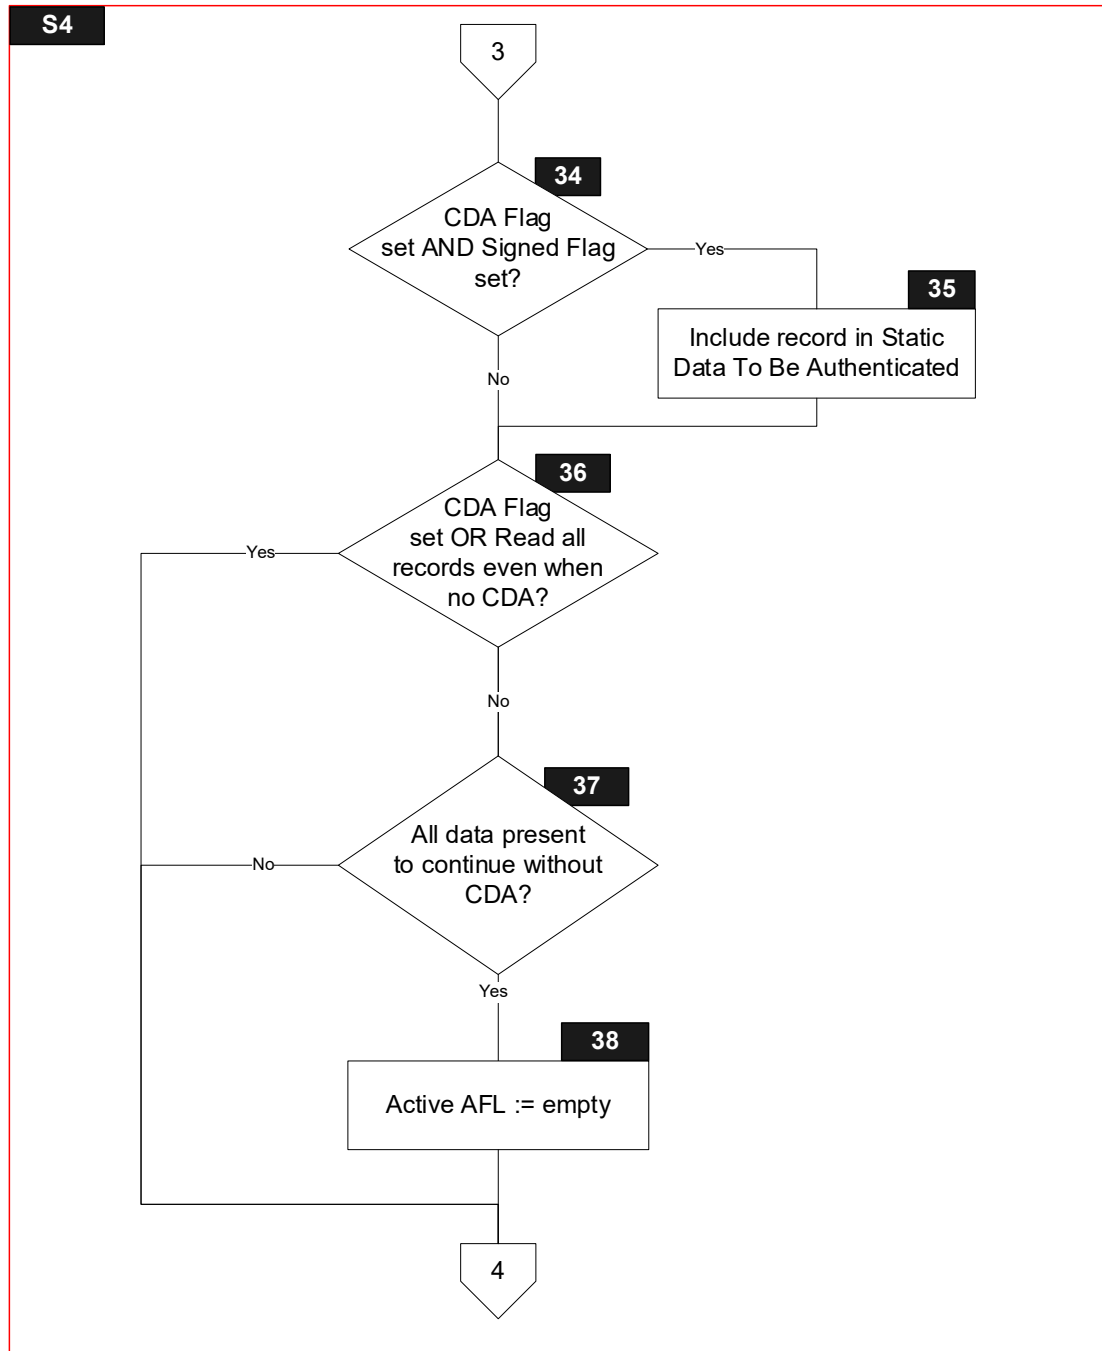 S4
3
34
CDA Flag
set AND Signed Flag
set?
Yes
35
Include record in Static
Data To Be Authenticated
No
36
CDA Flag
set OR Read all
records even when
no CDA?
Yes
No
37
All data present
to continue without
CDA?
No
Yes
38
Active AFL := empty
4